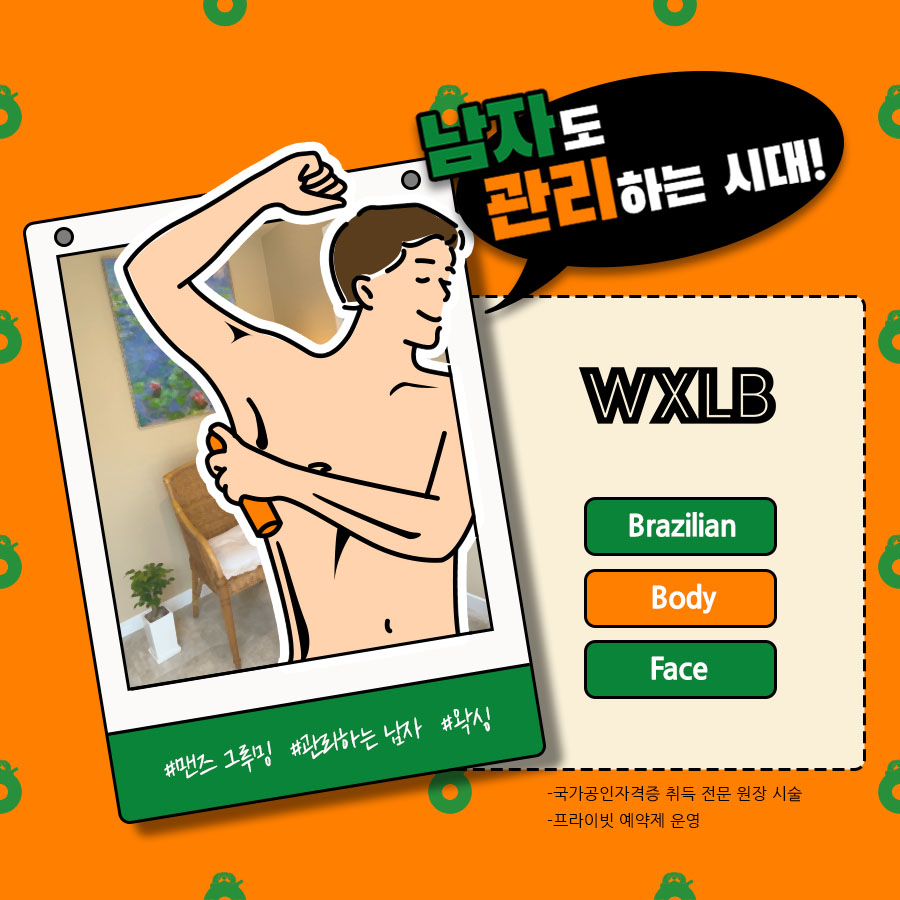 남자도
관리하는 시대!
WXLB
Brazilian
Body
Face
#맨즈 그루밍 #관리하는 남자 #왁싱
-국가공인자격증 취득 전문 원장 시술
-프라이빗 예약제 운영